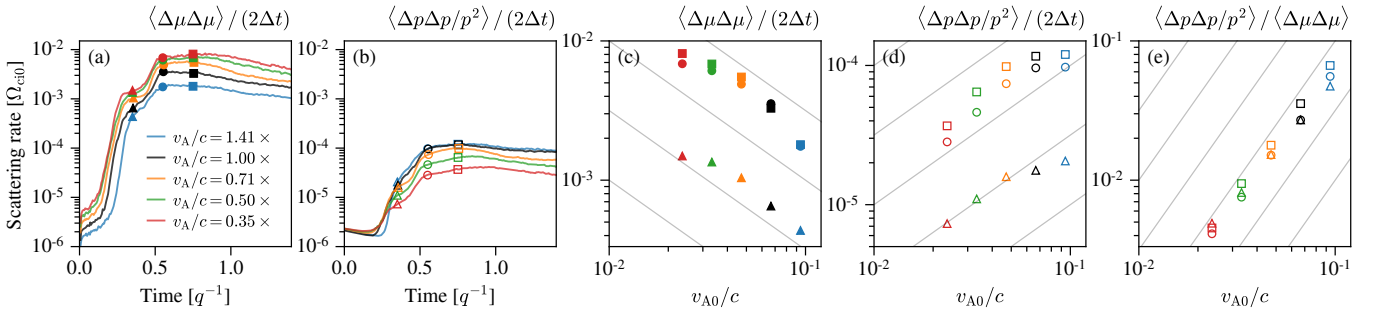 ⟨ΔμΔμ⟩ / (2Δt)
⟨ΔpΔp/p²⟩ / (2Δt)
⟨ΔμΔμ⟩ / (2Δt)
⟨ΔpΔp/p²⟩ / (2Δt)
⟨ΔpΔp/p²⟩ / ⟨ΔμΔμ⟩
Scattering rate [Ω_ci0]
(a)
10⁻²
10⁻³
10⁻⁴
10⁻⁵
10⁻⁶
v_A/c = 1.41 ×
v_A/c = 1.00 ×
v_A/c = 0.71 ×
v_A/c = 0.50 ×
v_A/c = 0.35 ×
0.0 0.5 1.0
Time [q⁻¹]
(b)
10⁻²
10⁻³
10⁻⁴
10⁻⁵
10⁻⁶
0.0 0.5 1.0
Time [q⁻¹]
(c)
10⁻²
10⁻³
10⁻² 10⁻¹
v_A0/c
(d)
10⁻⁴
10⁻⁵
10⁻² 10⁻¹
v_A0/c
(e)
10⁻¹
10⁻²
10⁻² 10⁻¹
v_A0/c